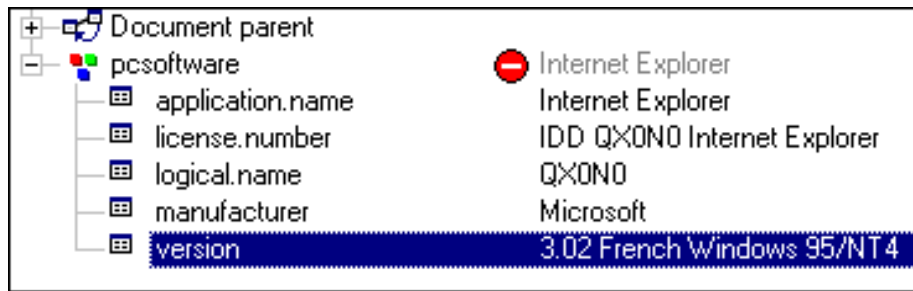 Document parent
pcsoftware Internet Explorer
application.name Internet Explorer
license.number IDD QX0N0 Internet Explorer
logical.name QX0N0
manufacturer Microsoft
version 3.02 French Windows 95/NT4